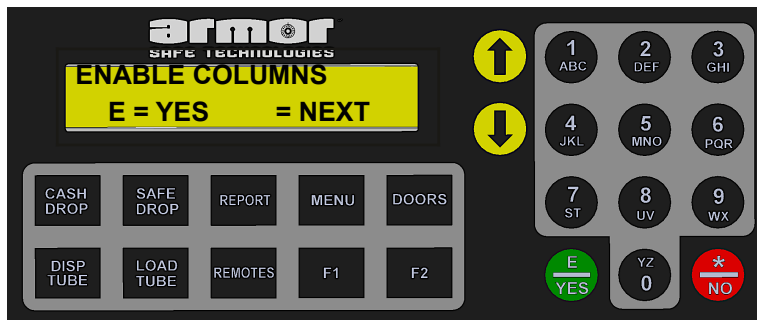 armor
SAFE TECHNOLOGIES
ENABLE COLUMNS
E = YES = NEXT
1
ABC
2
DEF
3
GHI
4
JKL
5
MNO
6
PQR
7
ST
8
UV
9
WX
E
YES
YZ
0
*
NO
CASH
DROP
SAFE
DROP
REPORT
MENU
DOORS
DISP
TUBE
LOAD
TUBE
REMOTES
F1
F2